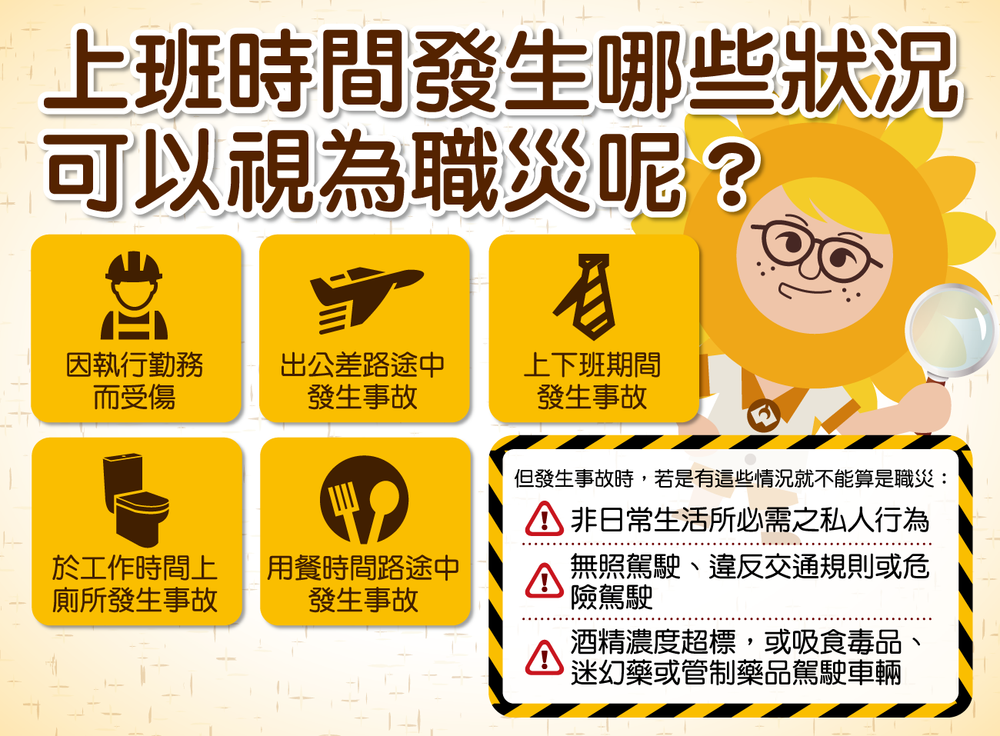 上班時間發生哪些狀況
可以視為職災呢？
因執行勤務
而受傷
出公差路途中
發生事故
上下班期間
發生事故
於工作時間上
廁所發生事故
用餐時間路途中
發生事故
但發生事故時，若是有這些情況就不能算是職災：
非日常生活所必需之私人行為
無照駕駛、違反交通規則或危
險駕駛
酒精濃度超標，或吸食毒品、
迷幻藥或管制藥品駕駛車輛